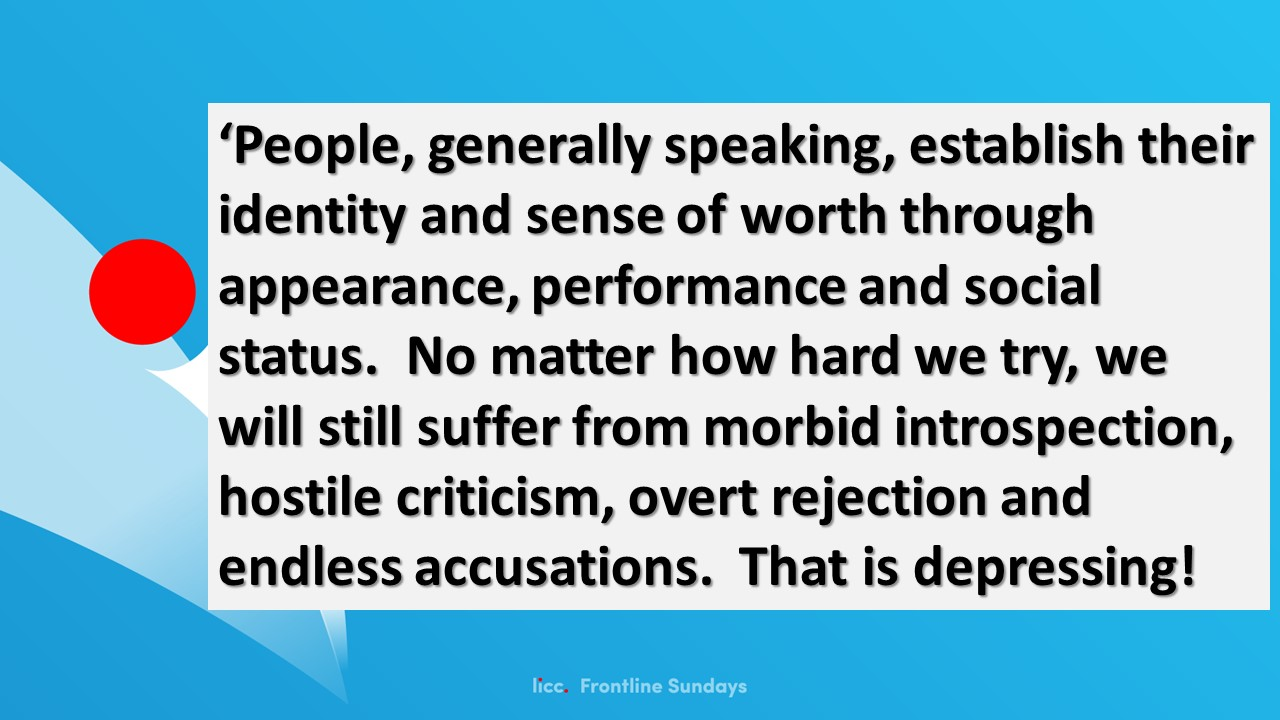 ‘People, generally speaking, establish their
identity and sense of worth through
appearance, performance and social
status.  No matter how hard we try, we
will still suffer from morbid introspection,
hostile criticism, overt rejection and
endless accusations.  That is depressing!
licc. Frontline Sundays